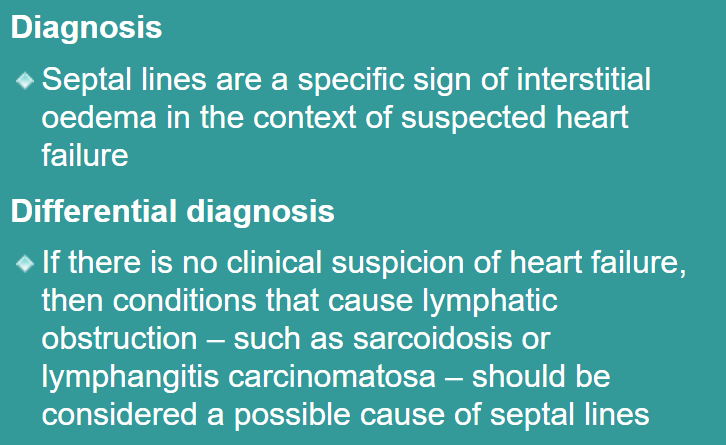 Diagnosis
Septal lines are a specific sign of interstitial
oedema in the context of suspected heart
failure
Differential diagnosis
If there is no clinical suspicion of heart failure,
then conditions that cause lymphatic
obstruction – such as sarcoidosis or
lymphangitis carcinomatosa – should be
considered a possible cause of septal lines